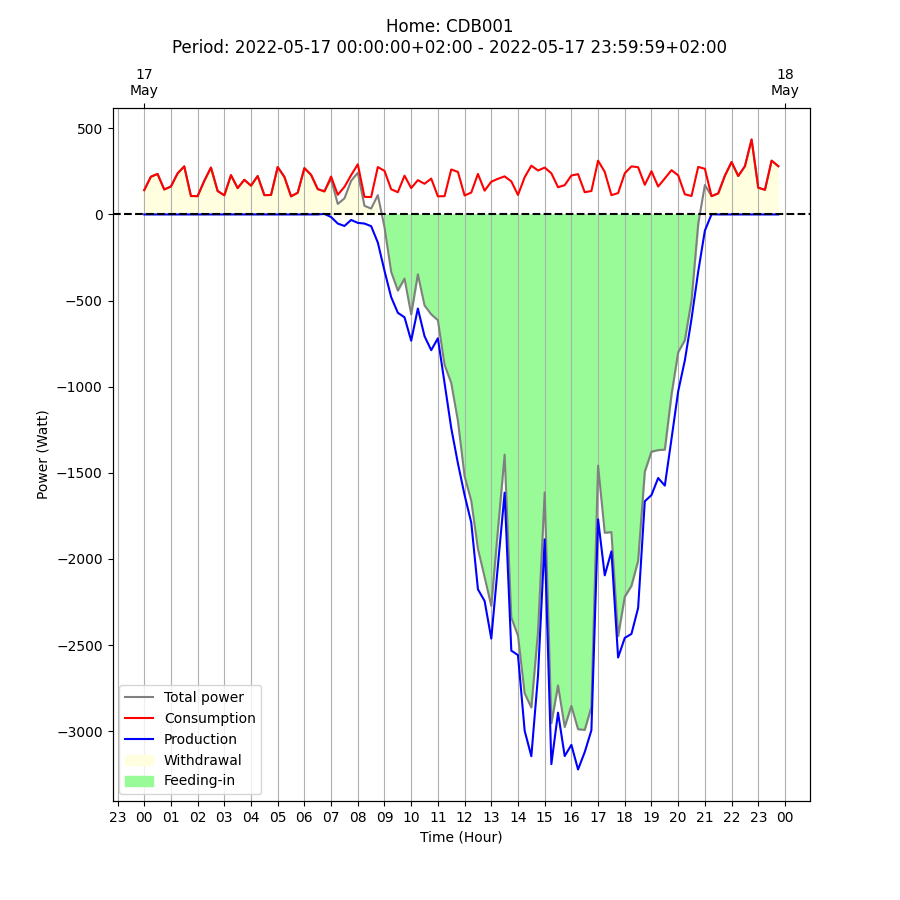 Home: CDB001
Period: 2022-05-17 00:00:00+02:00 - 2022-05-17 23:59:59+02:00
17 18
May May
500
0
−500
−1000
−1500
−2000
−2500
−3000
Power (Watt)
Total power
Consumption
Production
Withdrawal
Feeding-in
23 00 01 02 03 04 05 06 07 08 09 10 11 12 13 14 15 16 17 18 19 20 21 22 23 00
Time (Hour)